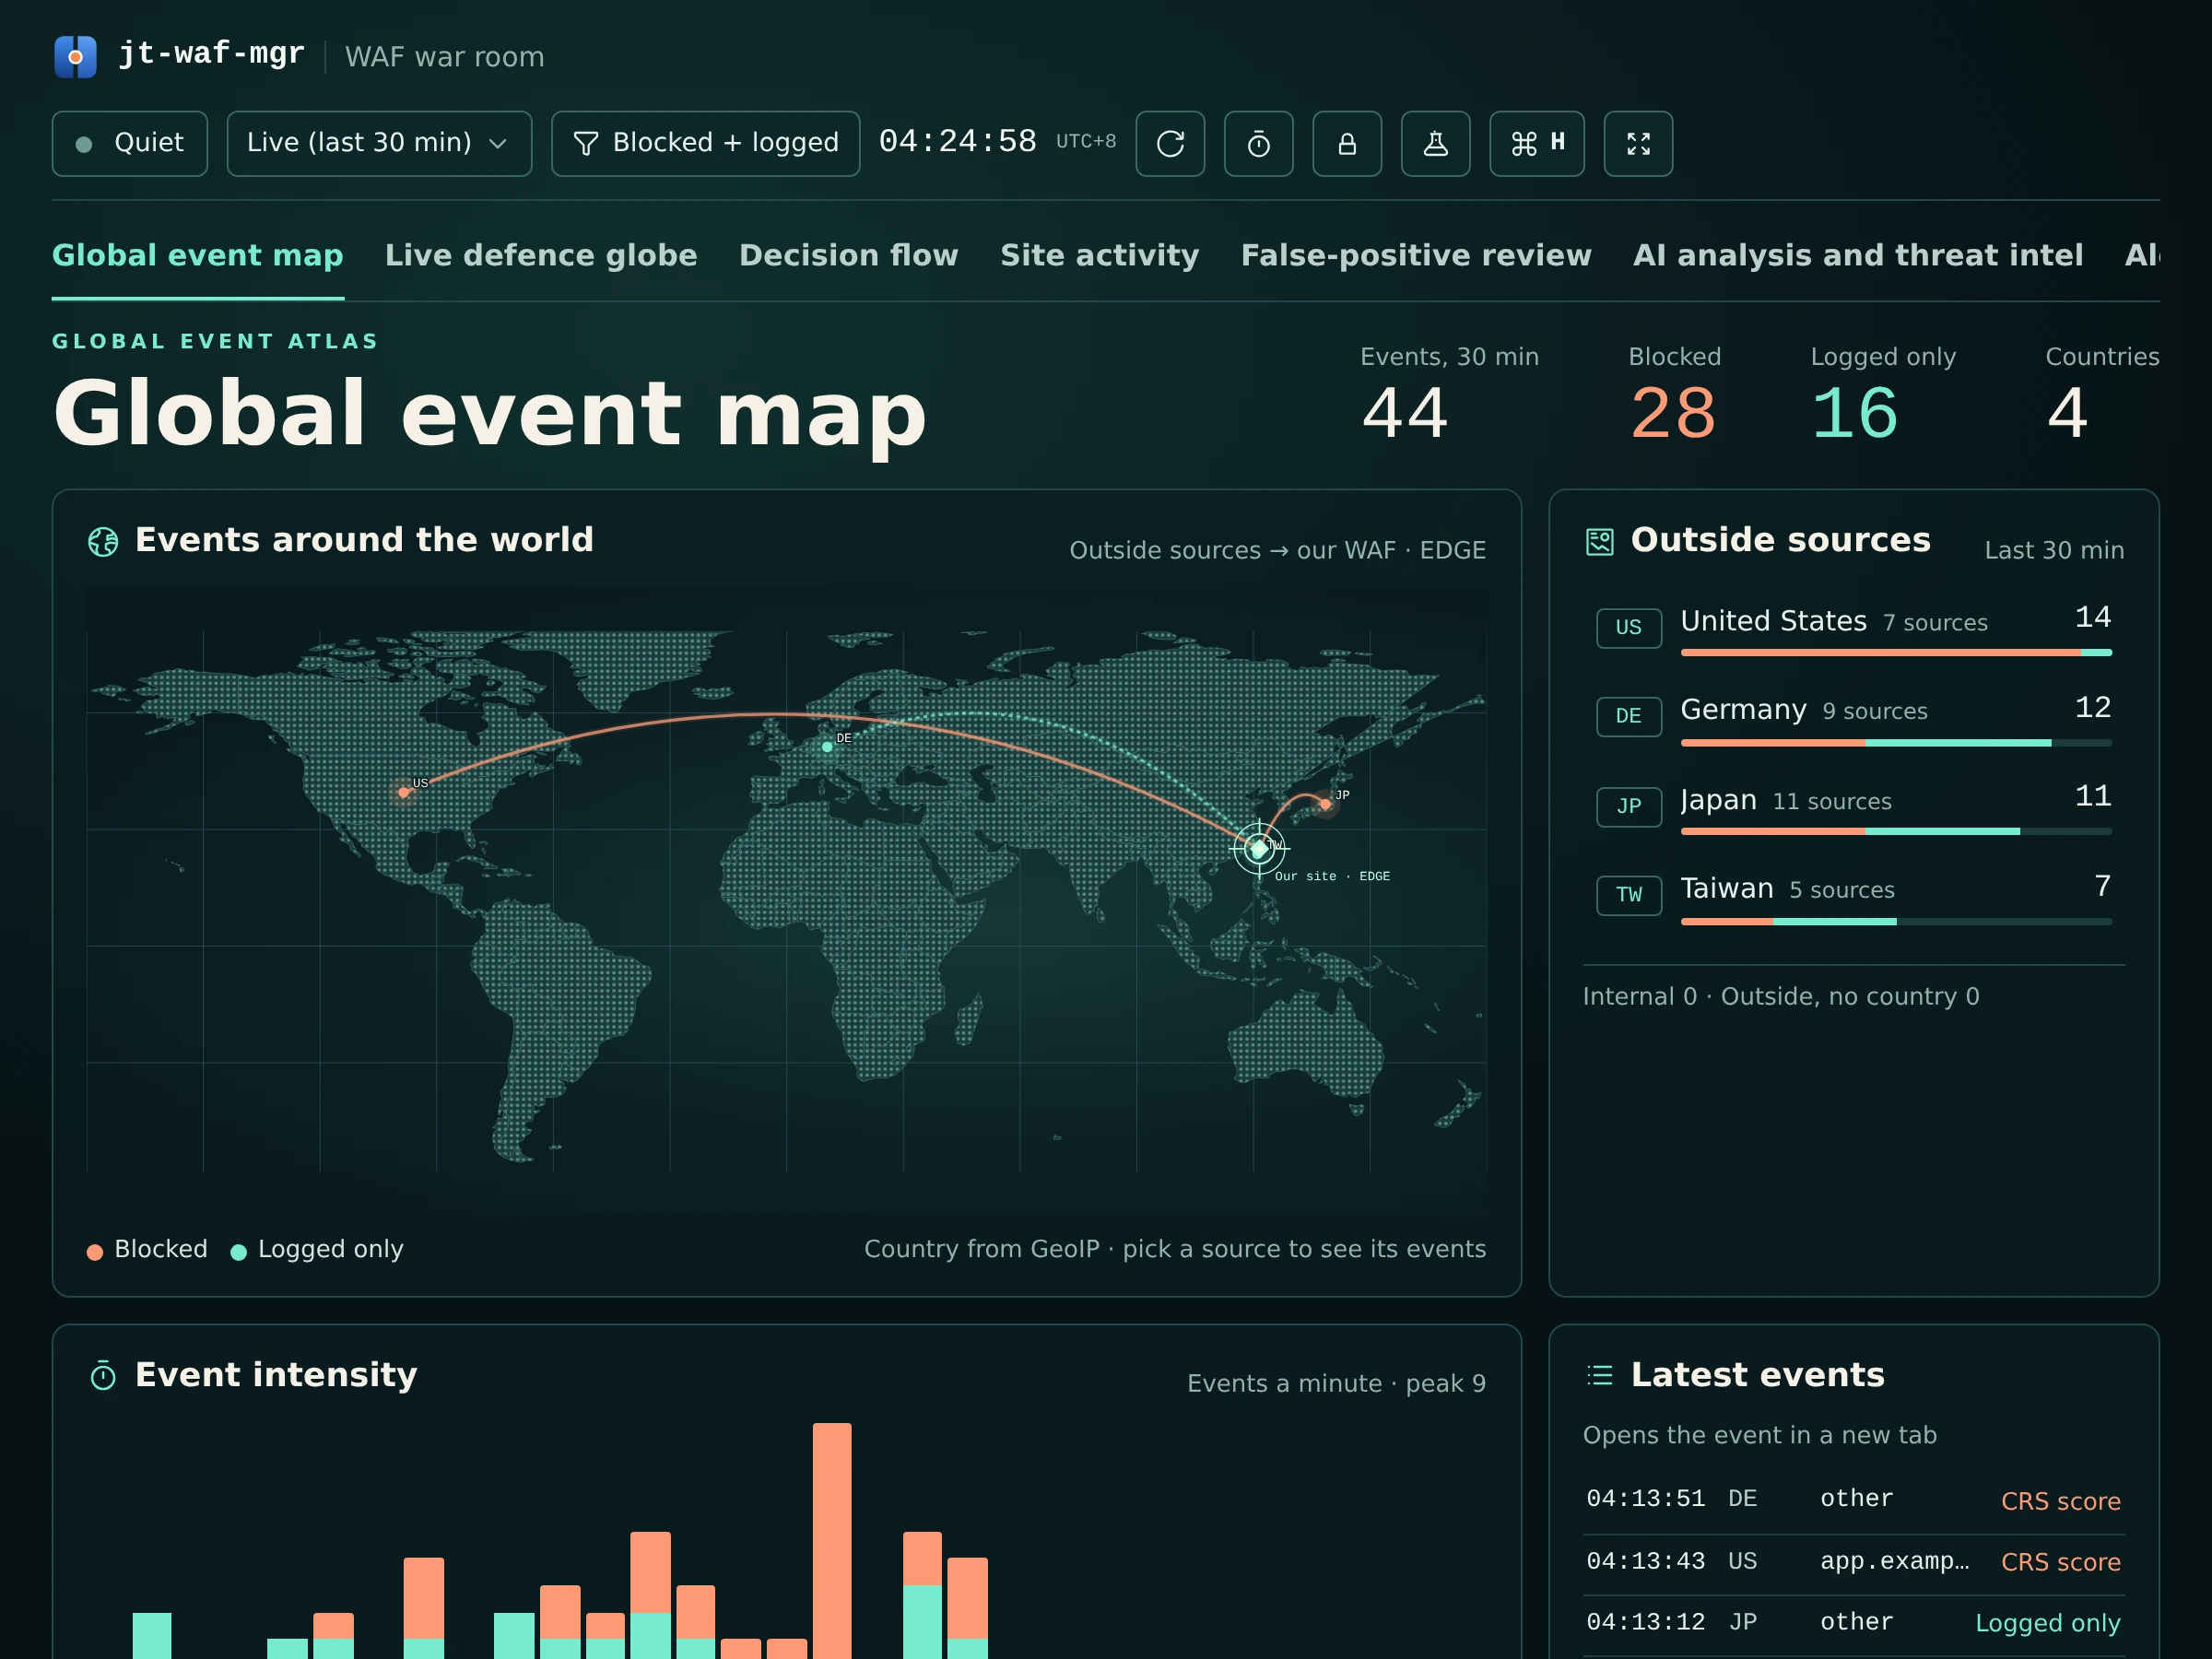 jt-waf-mgr WAF war room
Quiet Live (last 30 min) Blocked + logged 04:24:58 UTC+8 ⌘ H
Global event map Live defence globe Decision flow Site activity False-positive review AI analysis and threat intel
GLOBAL EVENT ATLAS
Global event map
Events, 30 min
44
Blocked
28
Logged only
16
Countries
4
Events around the world
Outside sources → our WAF · EDGE
DE
US
JP
TW
Our site · EDGE
Blocked Logged only
Country from GeoIP · pick a source to see its events
Outside sources Last 30 min
US United States 7 sources 14
DE Germany 9 sources 12
JP Japan 11 sources 11
TW Taiwan 5 sources 7
Internal 0 · Outside, no country 0
Event intensity
Events a minute · peak 9
Latest events
Opens the event in a new tab
04:13:51 DE other CRS score
04:13:43 US app.examp… CRS score
04:13:12 JP other Logged only